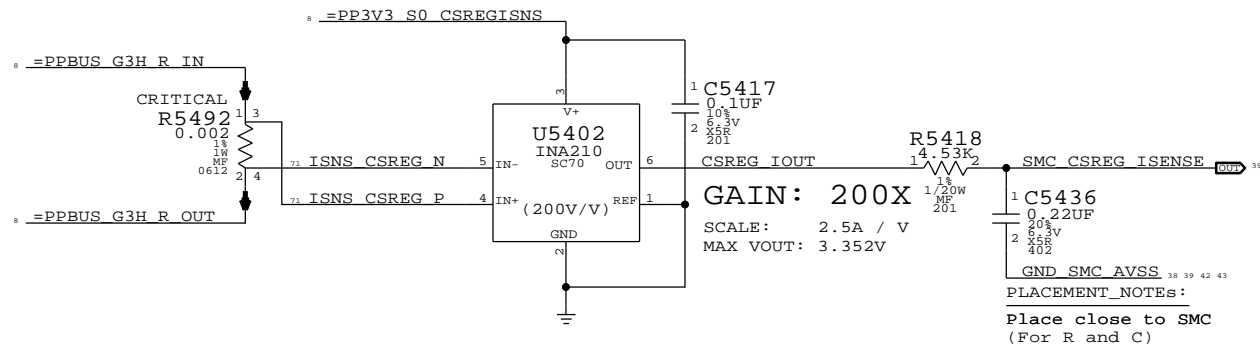 8 =PP3V3_S0_CSREGISNS
8 =PPBUS_G3H_R_IN
CRITICAL
R5492
0.002
1%
1W
MF
0612
1 3
2 4
8 =PPBUS_G3H_R_OUT
71 ISNS_CSREG_N
71 ISNS_CSREG_P
3
V+
U5402
INA210
SC70
5 IN-
4 IN+
OUT 6
REF 1
(200V/V)
GND
2
1 C5417
0.1UF
10%
6.3V
2 X5R
201
CSREG_IOUT
GAIN: 200X
SCALE: 2.5A / V
MAX VOUT: 3.352V
R5418
1 4.53K 2
1%
1/20W
MF
201
SMC_CSREG_ISENSE OUT 39
1 C5436
0.22UF
20%
6.3V
2 X5R
402
GND_SMC_AVSS 38 39 42 43
PLACEMENT_NOTEs:
Place close to SMC
(For R and C)